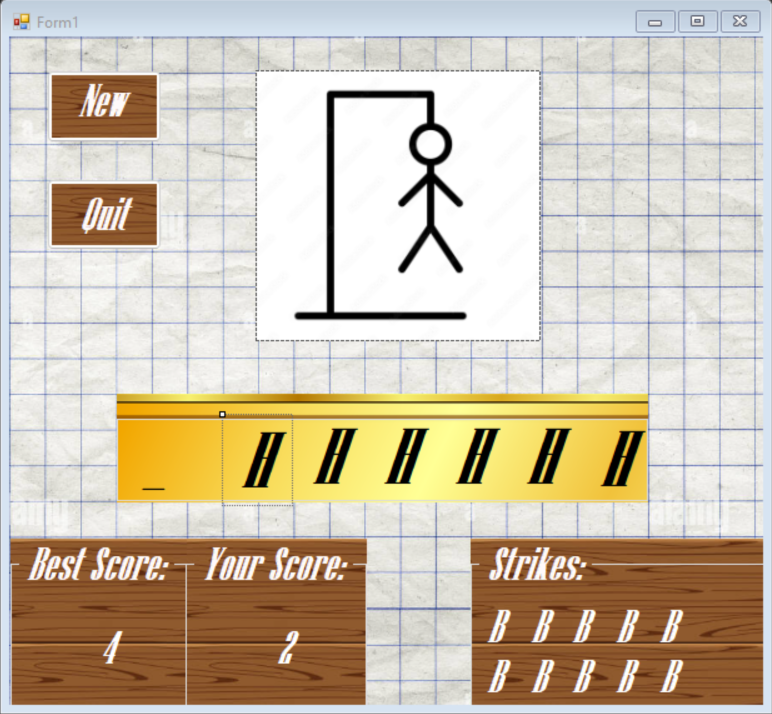 Form1
New
Quit
_ H H H H H H
Best Score: Your Score: Strikes:
4 2
B B B B B
B B B B B